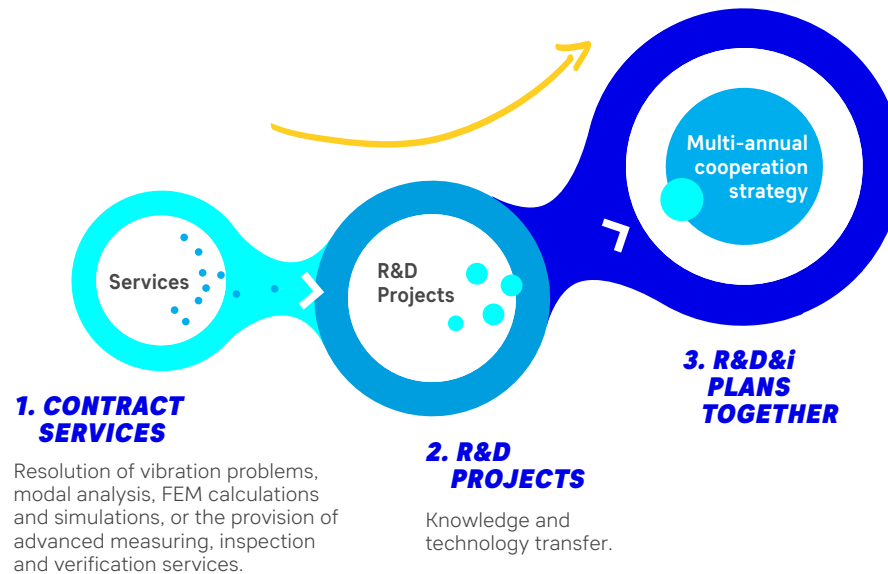 Services
R&D
Projects
Multi-annual
cooperation
strategy
1. CONTRACT
SERVICES
Resolution of vibration problems,
modal analysis, FEM calculations
and simulations, or the provision of
advanced measuring, inspection
and verification services.
2. R&D
PROJECTS
Knowledge and
technology transfer.
3. R&D&i
PLANS
TOGETHER